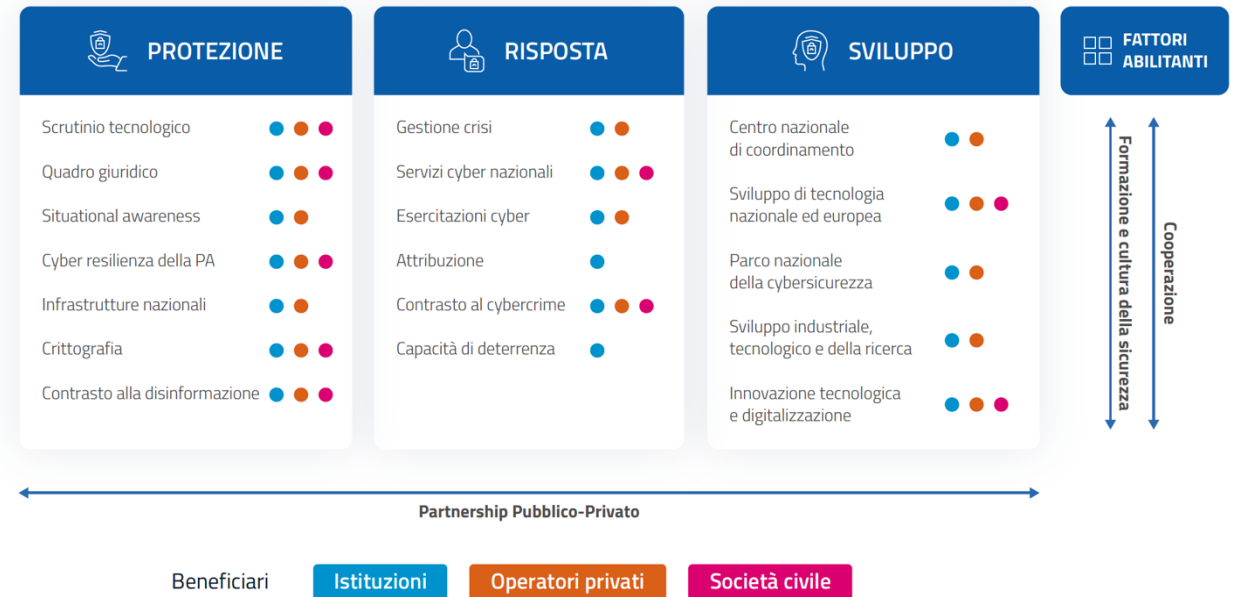 PROTEZIONE
Scrutinio tecnologico
Quadro giuridico
Situational awareness
Cyber resilienza della PA
Infrastrutture nazionali
Crittografia
Contrasto alla disinformazione
RISPOSTA
Gestione crisi
Servizi cyber nazionali
Esercitazioni cyber
Attribuzione
Contrasto al cybercrime
Capacità di deterrenza
SVILUPPO
Centro nazionale
di coordinamento
Sviluppo di tecnologia
nazionale ed europea
Parco nazionale
della cybersicurezza
Sviluppo industriale,
tecnologico e della ricerca
Innovazione tecnologica
e digitalizzazione
FATTORI
ABILITANTI
Formazione e cultura della sicurezza
Cooperazione
Partnership Pubblico-Privato
Beneficiari
Istituzioni
Operatori privati
Società civile